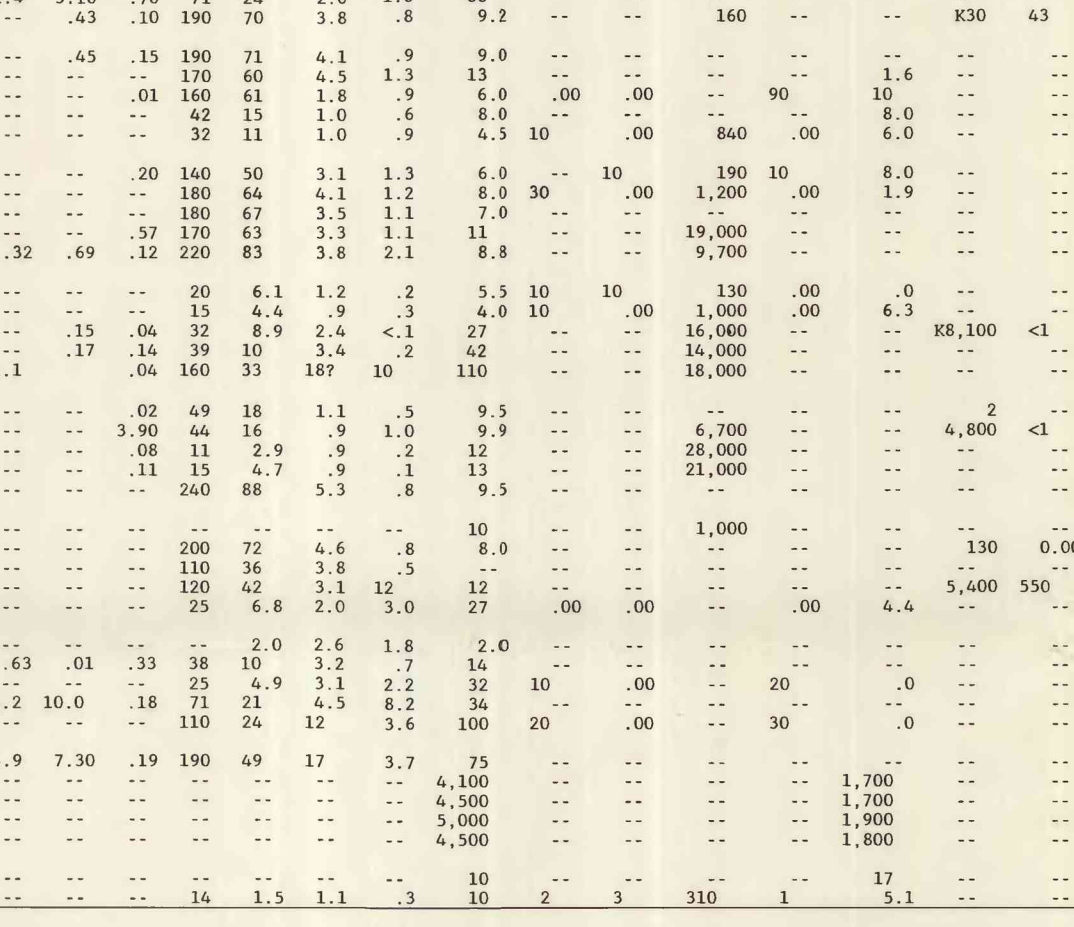 -- .43 .10 190 70 3.8 .8 9.2 -- -- 160 -- -- K30 43
-- .45 .15 190 71 4.1 .9 9.0 -- -- -- -- -- -- --
-- -- -- 170 60 4.5 1.3 13 -- -- -- -- 1.6 -- --
-- -- .01 160 61 1.8 .9 6.0 .00 .00 -- 90 10 -- --
-- -- -- 42 15 1.0 .6 8.0 -- -- -- -- 8.0 -- --
-- -- -- 32 11 1.0 .9 4.5 10 .00 840 .00 6.0 -- --
-- -- .20 140 50 3.1 1.3 6.0 -- 10 190 10 8.0 -- --
-- -- -- 180 64 4.1 1.2 8.0 30 .00 1,200 .00 1.9 -- --
-- -- -- 180 67 3.5 1.1 7.0 -- -- -- -- -- -- --
-- -- .57 170 63 3.3 1.1 11 -- -- 19,000 -- -- -- --
.32 .69 .12 220 83 3.8 2.1 8.8 -- -- 9,700 -- -- -- --
-- -- -- 20 6.1 1.2 .2 5.5 10 10 130 .00 .0 -- --
-- -- -- 15 4.4 .9 .3 4.0 10 .00 1,000 .00 6.3 -- --
-- .15 .04 32 8.9 2.4 <.1 27 -- -- 16,000 -- -- K8,100 <1
-- .17 .14 39 10 3.4 .2 42 -- -- 14,000 -- -- -- --
.1 .04 160 33 18? 10 110 -- -- 18,000 -- -- -- --
-- -- .02 49 18 1.1 .5 9.5 -- -- -- -- -- 2 --
-- -- 3.90 44 16 .9 1.0 9.9 -- -- 6,700 -- -- 4,800 <1
-- -- .08 11 2.9 .9 .2 12 -- -- 28,000 -- -- -- --
-- -- .11 15 4.7 .9 .1 13 -- -- 21,000 -- -- -- --
-- -- -- 240 88 5.3 .8 9.5 -- -- -- -- -- -- --
-- -- -- -- -- -- -- 10 -- -- 1,000 -- -- -- --
-- -- -- 200 72 4.6 .8 8.0 -- -- -- -- -- 130 0.00
-- -- -- 110 36 3.8 .5 -- -- -- -- -- -- -- --
-- -- -- 120 42 3.1 12 12 -- -- -- -- -- 5,400 550
-- -- -- 25 6.8 2.0 3.0 27 .00 .00 -- .00 4.4 -- --
-- -- -- -- 2.0 2.6 1.8 2.0 -- -- -- -- -- -- --
.63 .01 .33 38 10 3.2 .7 14 -- -- -- -- -- -- --
-- -- -- 25 4.9 3.1 2.2 32 10 .00 -- 20 .0 -- --
.2 10.0 .18 71 21 4.5 8.2 34 -- -- -- -- -- -- --
-- -- -- 110 24 12 3.6 100 20 .00 -- 30 .0 -- --
.9 7.30 .19 190 49 17 3.7 75 -- -- -- -- -- -- --
-- -- -- -- -- -- -- 4,100 -- -- -- -- 1,700 -- --
-- -- -- -- -- -- -- 4,500 -- -- -- -- 1,700 -- --
-- -- -- -- -- -- -- 5,000 -- -- -- -- 1,900 -- --
-- -- -- -- -- -- -- 4,500 -- -- -- -- 1,800 -- --
-- -- -- -- -- -- -- 10 -- -- -- -- 17 -- --
-- -- -- 14 1.5 1.1 .3 10 2 3 310 1 5.1 -- --